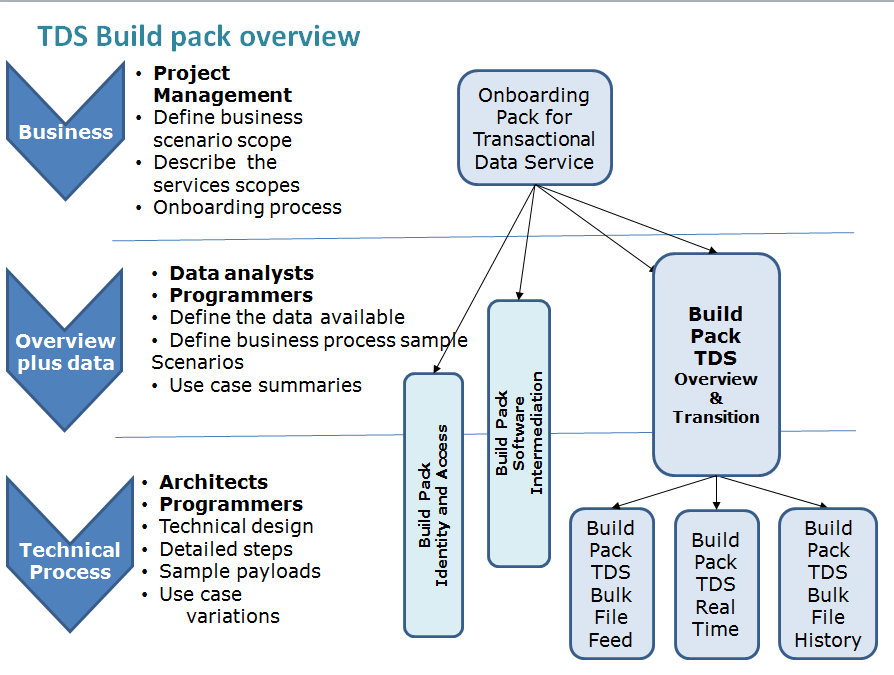 TDS Build pack overview
Business
• Project
Management
• Define business
scenario scope
• Describe the
services scopes
• Onboarding process
Onboarding
Pack for
Transactional
Data Service
Overview
plus data
• Data analysts
• Programmers
• Define the data available
• Define business process sample
Scenarios
• Use case summaries
Build Pack
Identity and Access
Build Pack
Software
Intermediation
Build
Pack
TDS
Overview
&
Transition
Technical
Process
• Architects
• Programmers
• Technical design
• Detailed steps
• Sample payloads
• Use case
variations
Build
Pack
TDS
Bulk
File
Feed
Build
Pack
TDS
Real
Time
Build
Pack
TDS
Bulk
File
History